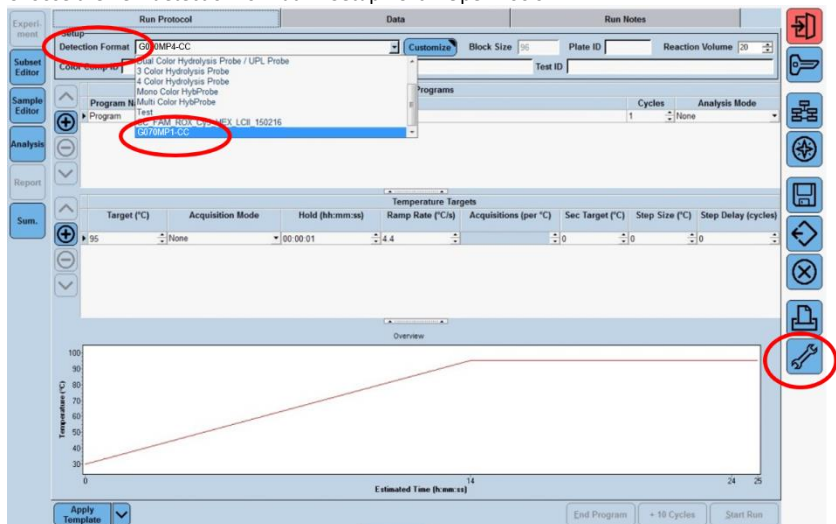 Experi-
ment
Subset
Editor
Sample
Editor
Analysis
Report
Sum.
Run Protocol
Data
Run Notes
Setup
Detection Format G070MP4-CC
Customize
Block Size 96
Plate ID
Reaction Volume 20
Color Comp ID
Test ID
Dual Color Hydrolysis Probe / UPL Probe
3 Color Hydrolysis Probe
4 Color Hydrolysis Probe
Mono Color HybProbe
Multi Color HybProbe
Test
G070MP1-CC
Programs
Cycles Analysis Mode
Program
1 None
Temperature Targets
Target (°C) Acquisition Mode Hold (hh:mm:ss) Ramp Rate (°C/s) Acquisitions (per °C) Sec Target (°C) Step Size (°C) Step Delay (cycles)
95 None 00:00:01 4.4 0 0 0
Overview
Temperature (°C)
100
90
80
70
60
50
40
30
0 14 24 25
Estimated Time (h:mm:ss)
Apply
Template
End Program
+ 10 Cycles
Start Run